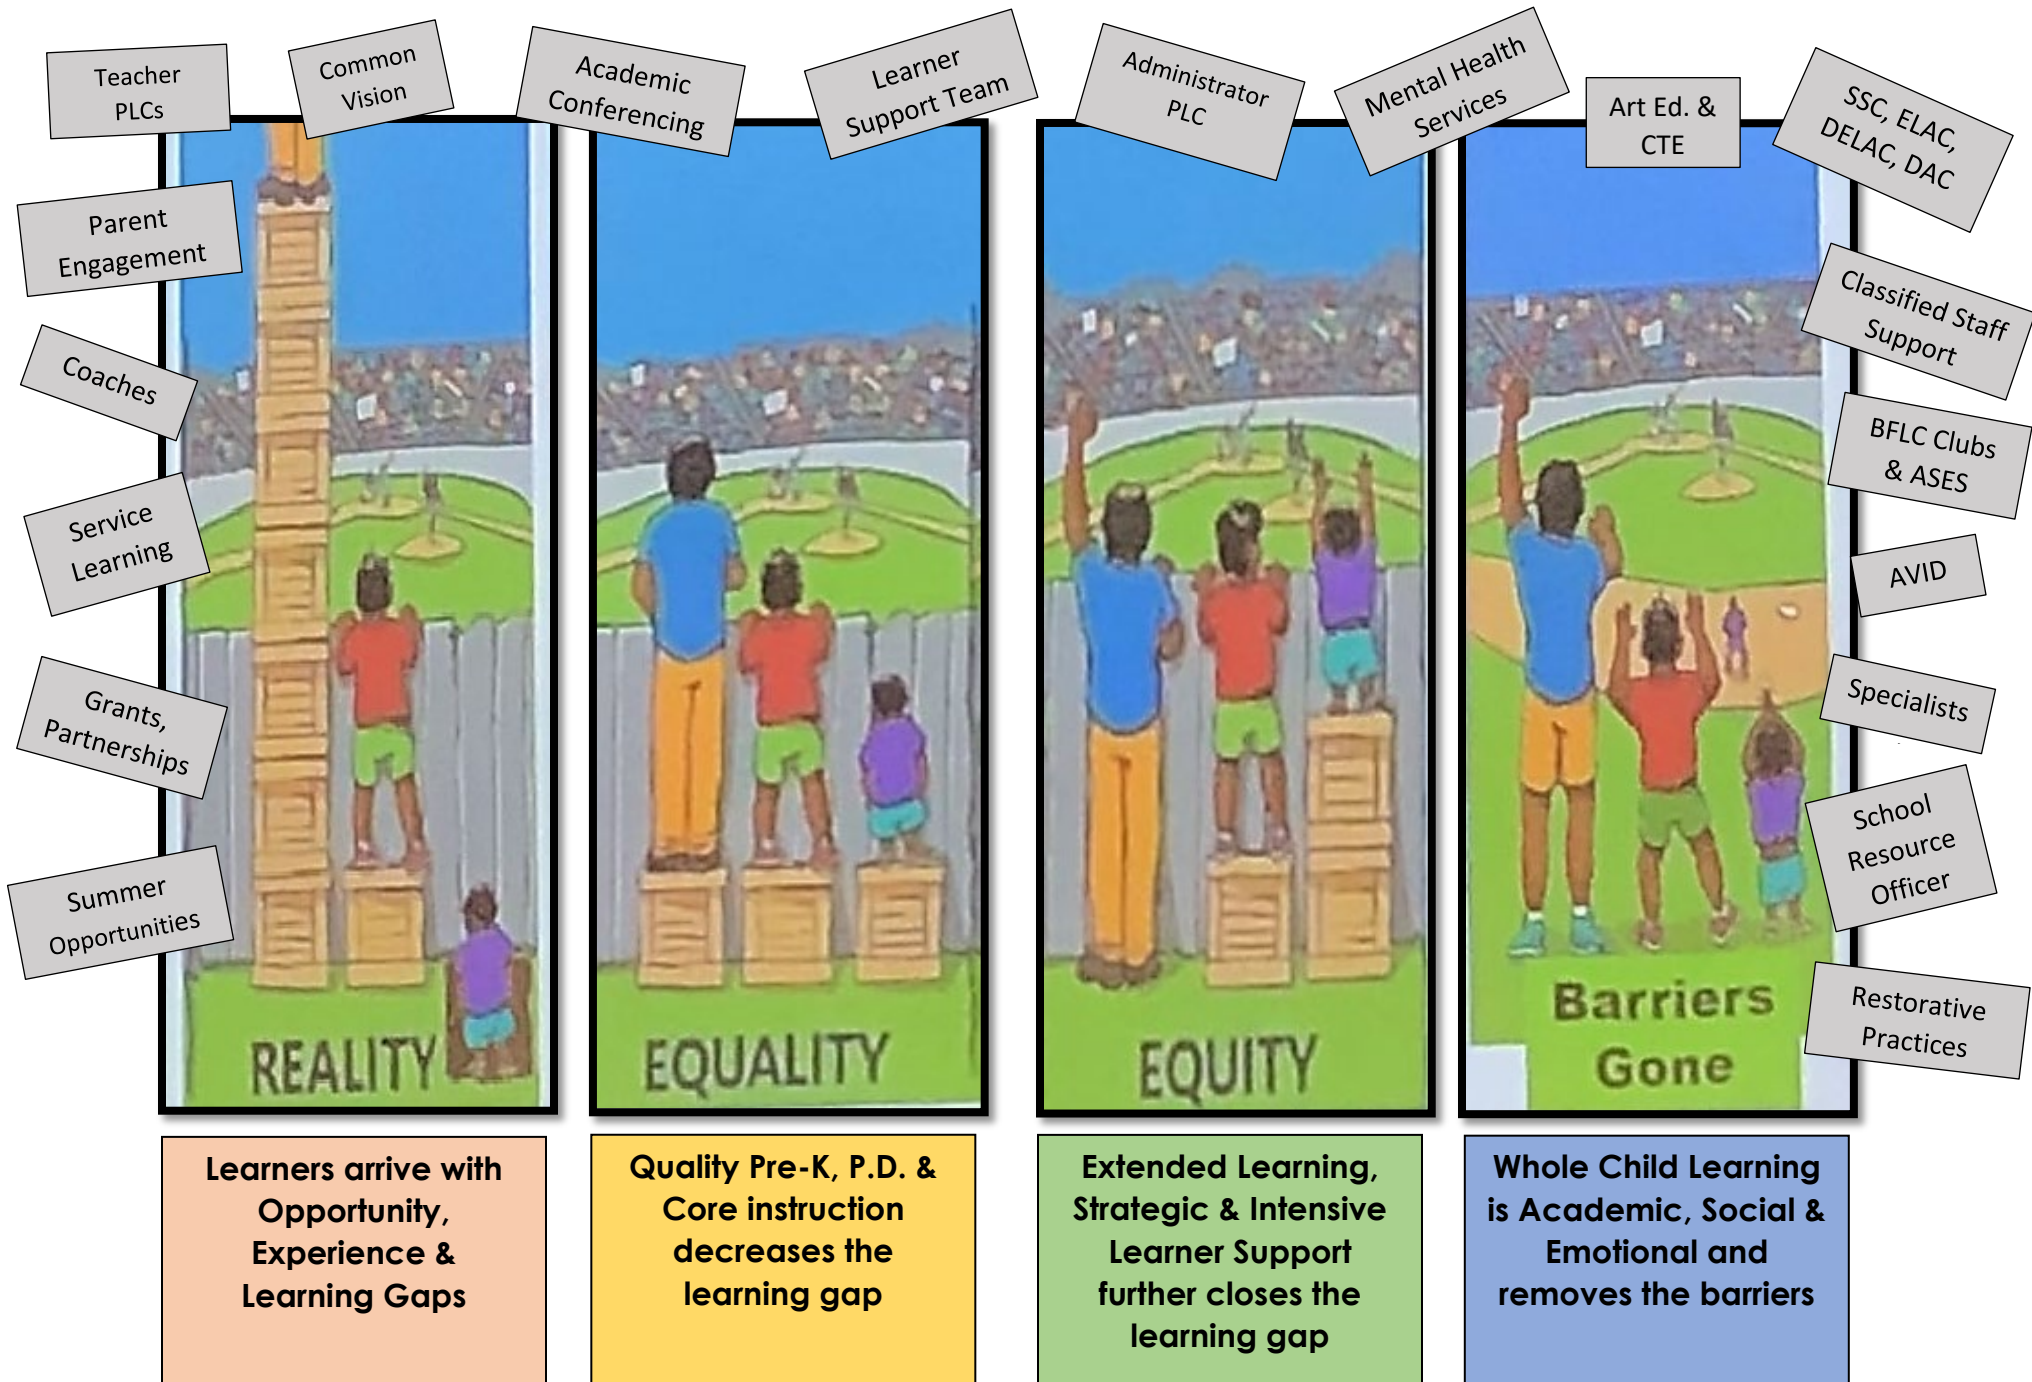 Teacher
PLCs
Common
Vision
Academic
Conferencing
Learner
Support Team
Administrator
PLC
Mental Health
Services
Art Ed. &
CTE
SSC, ELAC,
DELAC, DAC
Parent
Engagement
Coaches
Service
Learning
Grants,
Partnerships
Summer
Opportunities
Classified Staff
Support
BFLC Clubs
& ASES
AVID
Specialists
School
Resource
Officer
Restorative
Practices
REALITY
EQUALITY
EQUITY
Barriers
Gone
Learners arrive with
Opportunity,
Experience &
Learning Gaps
Quality Pre-K, P.D. &
Core instruction
decreases the
learning gap
Extended Learning,
Strategic & Intensive
Learner Support
further closes the
learning gap
Whole Child Learning
is Academic, Social &
Emotional and
removes the barriers